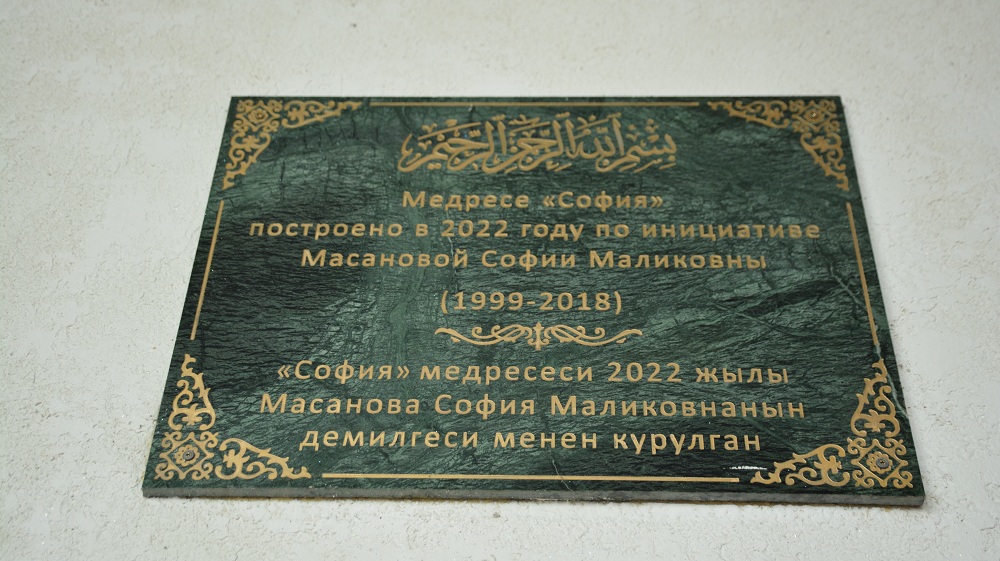 بسم الله الرحمن الرحيم
Медресе «София»
построено в 2022 году по инициативе
Масановой Софии Маликовны
(1999-2018)
«София» медресеси 2022 жылы
Масанова София Маликовнанын
демилгеси менен курулган